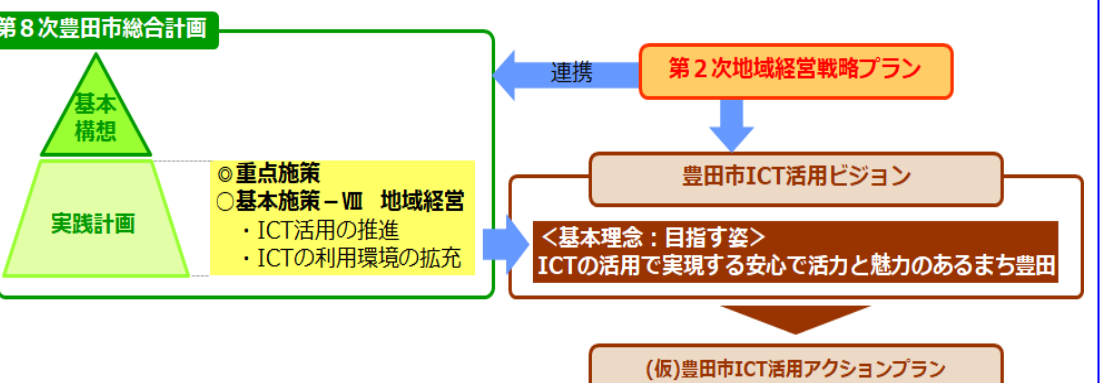 第8次豊田市総合計画
基本
構想
実践計画
◎重点施策
○基本施策－Ⅷ 地域経営
・ICT活用の推進
・ICTの利用環境の拡充
連携
第２次地域経営戦略プラン
豊田市ICT活用ビジョン
＜基本理念：目指す姿＞
ICTの活用で実現する安心で活力と魅力のあるまち豊田
(仮)豊田市ICT活用アクションプラン